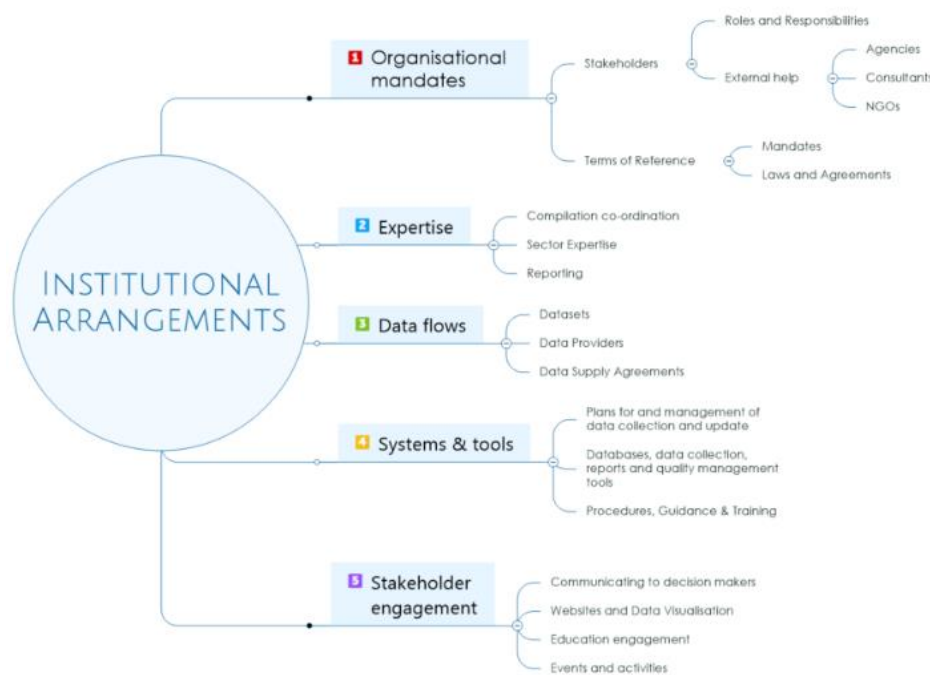 INSTITUTIONAL
ARRANGEMENTS
1 Organisational
mandates
Stakeholders
Roles and Responsibilities
External help
Agencies
Consultants
NGOs
Terms of Reference
Mandates
Laws and Agreements
2 Expertise
Compilation co-ordination
Sector Expertise
Reporting
3 Data flows
Datasets
Data Providers
Data Supply Agreements
4 Systems & tools
Plans for and management of
data collection and update
Databases, data collection,
reports and quality management
tools
Procedures, Guidance & Training
5 Stakeholder
engagement
Communicating to decision makers
Websites and Data Visualisation
Education engagement
Events and activities